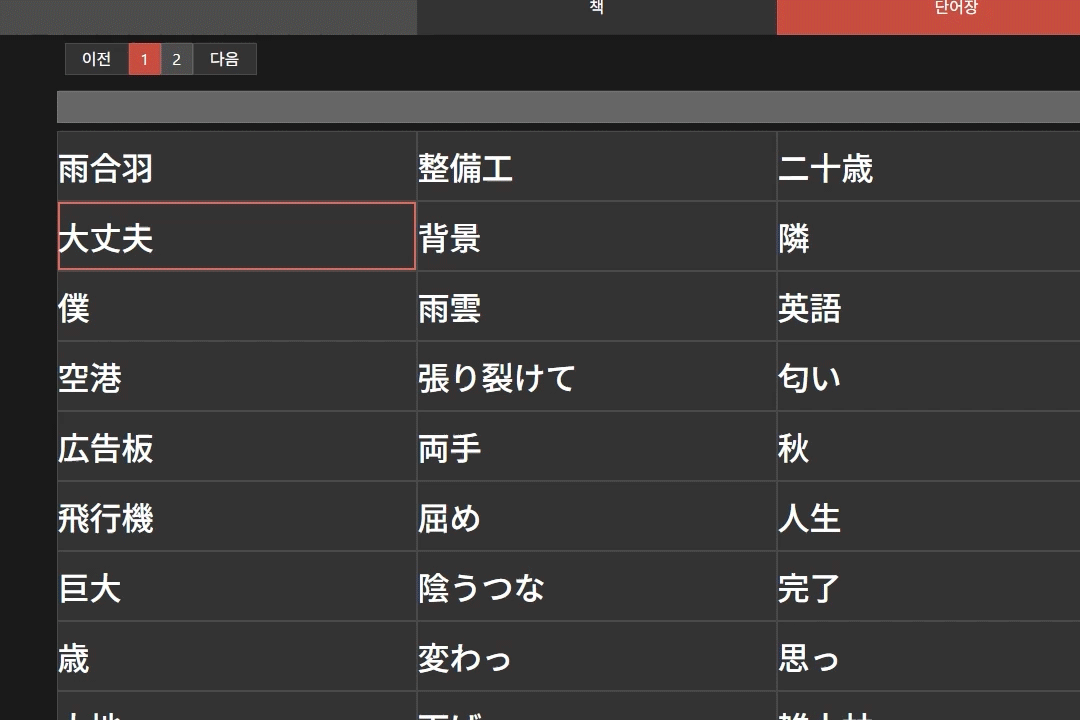 책 단어장
이전 1 2 다음
雨合羽 整備工 二十歳
大丈夫 背景 隣
僕 雨雲 英語
空港 張り裂けて 匂い
広告板 両手 秋
飛行機 屈め 人生
巨大 陰うつな 完了
歳 変わっ 思っ